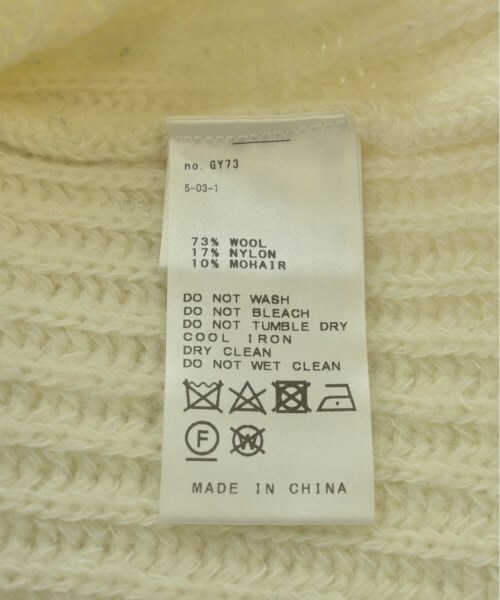 no. GY73
5-03-1
73% WOOL
17% NYLON
10% MOHAIR
DO NOT WASH
DO NOT BLEACH
DO NOT TUMBLE DRY
COOL IRON
DRY CLEAN
DO NOT WET CLEAN
F W
MADE IN CHINA